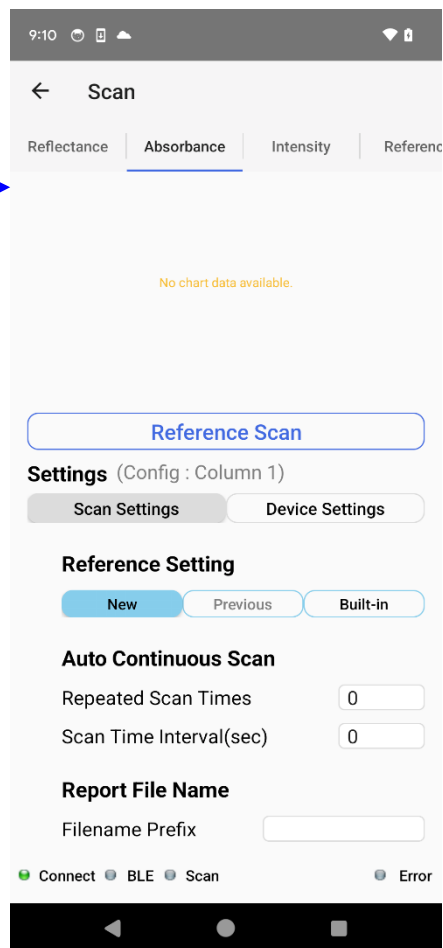 9:10
Scan
Reflectance Absorbance Intensity Referenc
No chart data available.
Reference Scan
Settings (Config : Column 1)
Scan Settings Device Settings
Reference Setting
New Previous Built-in
Auto Continuous Scan
Repeated Scan Times 0
Scan Time Interval(sec) 0
Report File Name
Filename Prefix
Connect BLE Scan Error